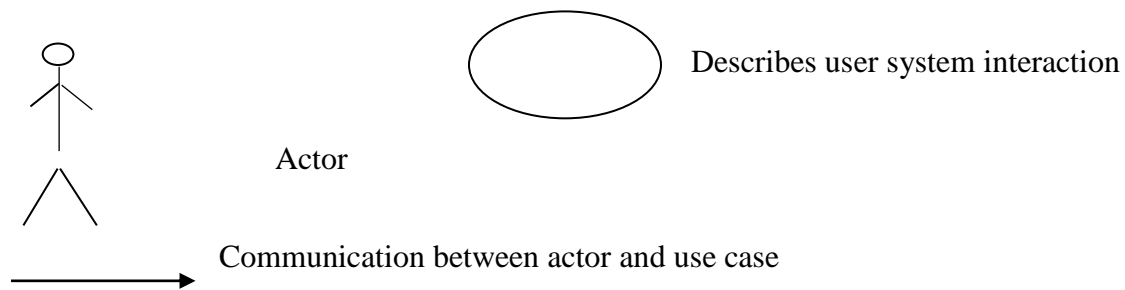 Describes user system interaction
Actor
Communication between actor and use case